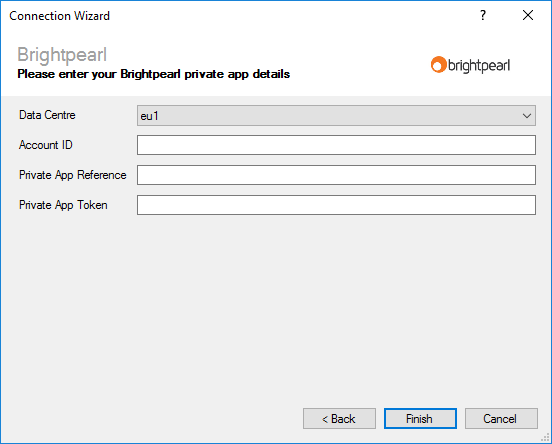 Connection Wizard
?
Brightpearl
Please enter your Brightpearl private app details
brightpearl
Data Centre
eu1
Account ID
Private App Reference
Private App Token
< Back
Finish
Cancel